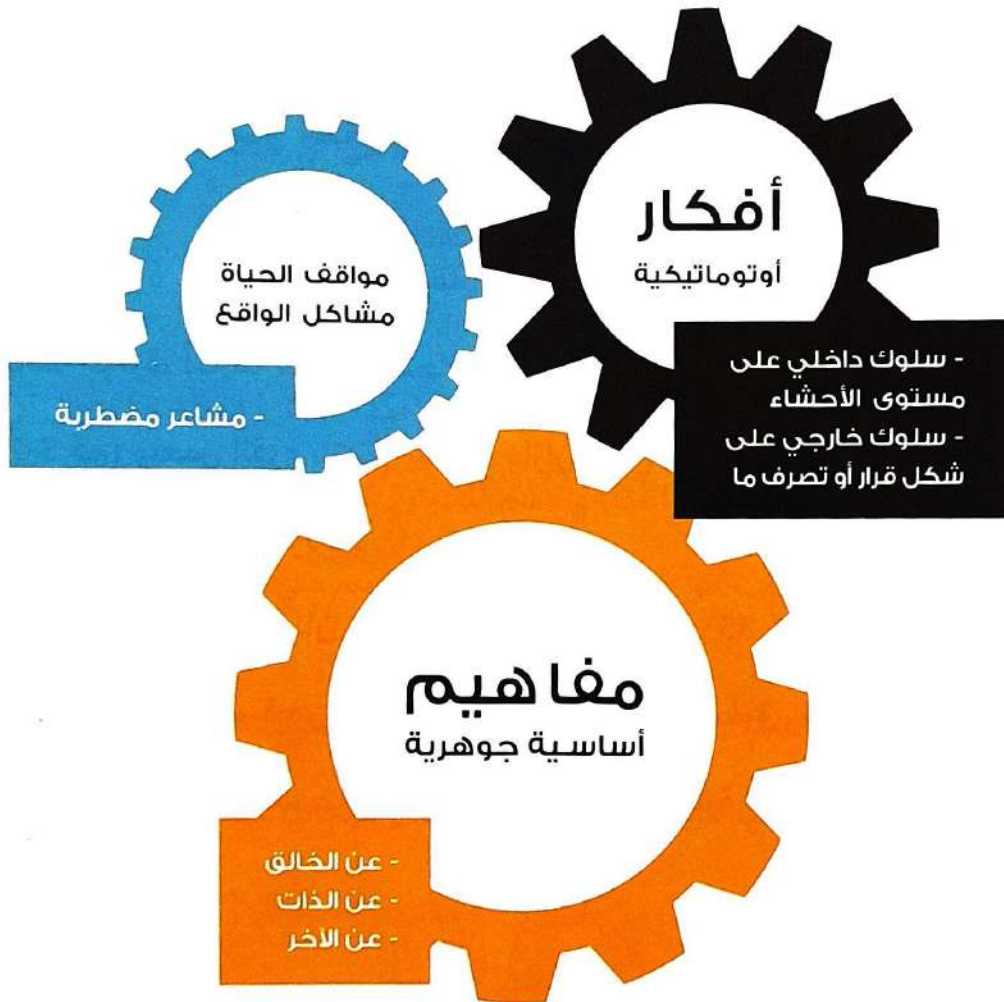 أفكار
أوتوماتيكية
- سلوك داخلي على
مستوى الأحشاء
- سلوك خارجي على
شكل قرار أو تصرف ما
مواقف الحياة
مشاكل الواقع
- مشاعر مضطربة
مفاهيم
أساسية جوهرية
- عن الخالق
- عن الذات
- عن الآخر